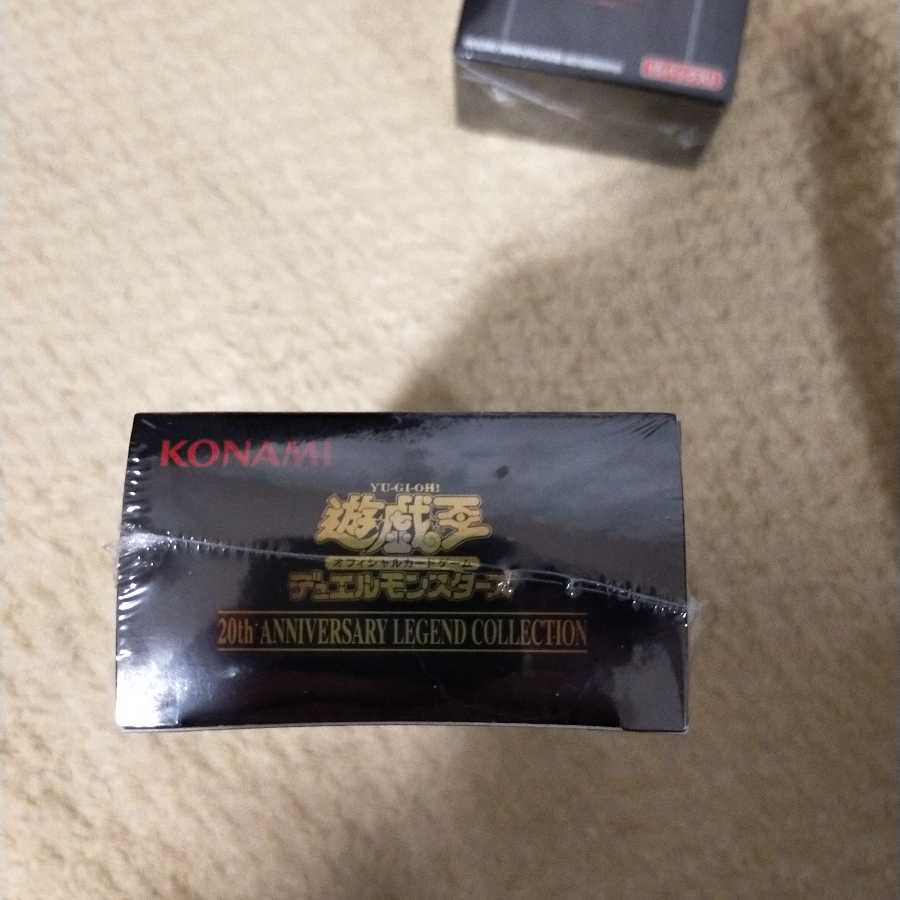 KONAMI
YU-GI-OH!
遊戯王
オフィシャルカードゲーム
デュエルモンスターズ
20th ANNIVERSARY LEGEND COLLECTION